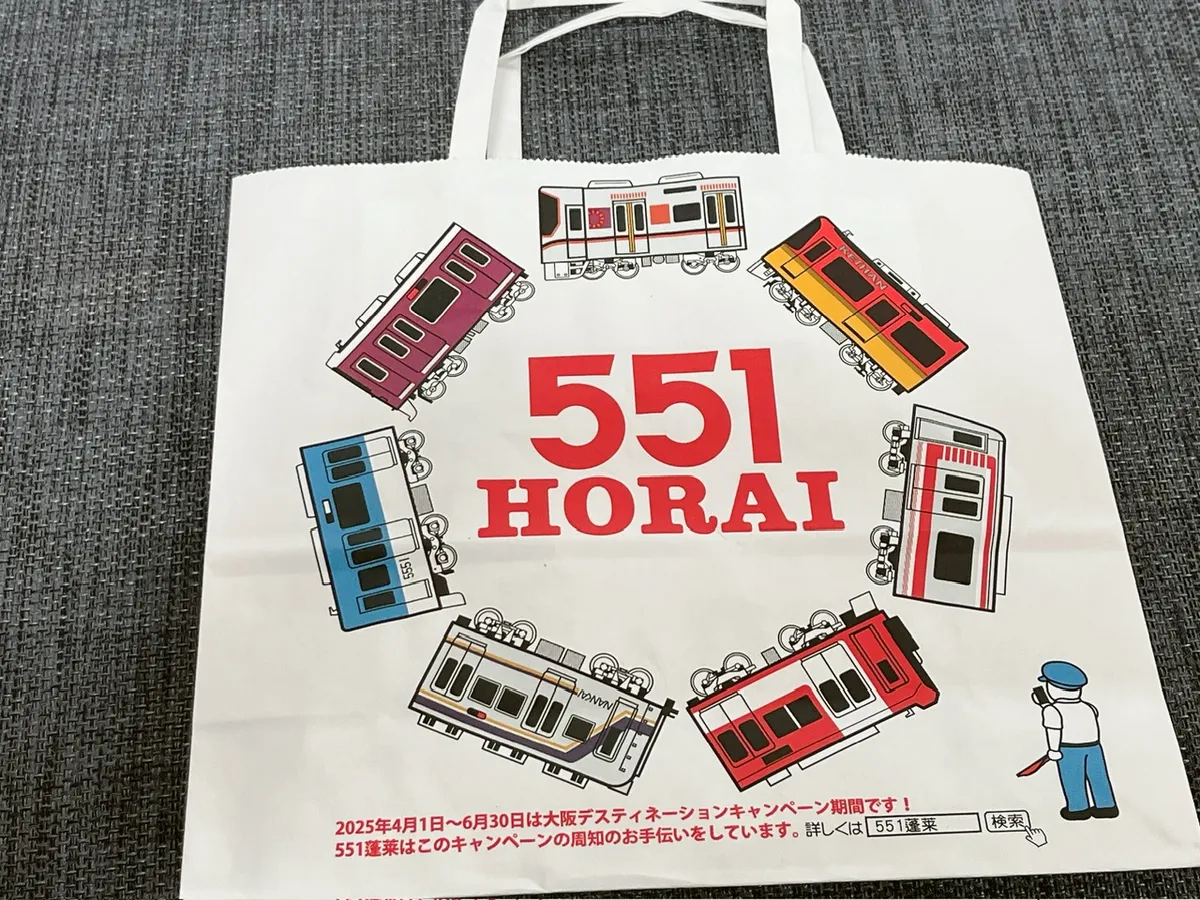 KEIHAN
551
HORAI
5551
NANKAI
2025年4月1日～6月30日は大阪デスティネーションキャンペーン期間です！
551蓬莱はこのキャンペーンの周知のお手伝いをしています。詳しくは 551蓬莱 検索